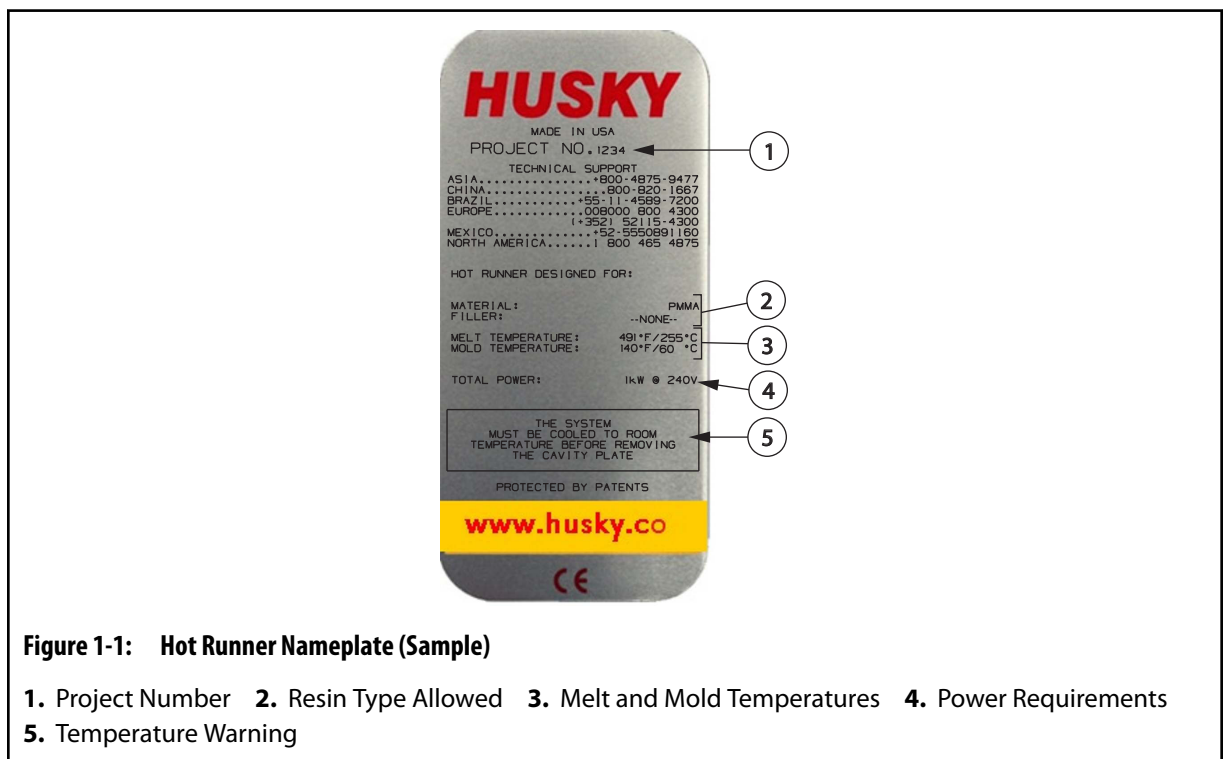 HUSKY
MADE IN USA
PROJECT NO. 1234
1
TECHNICAL SUPPORT
ASIA...............+800-4875-9477
CHINA................800-820-1667
BRAZIL............+55-11-4589-7200
EUROPE...........008000 800 4300
(+352) 52115-4300
MEXICO.............+52-5550891160
NORTH AMERICA......1 800 465 4875
HOT RUNNER DESIGNED FOR:
MATERIAL: PMMA
FILLER: --NONE--
2
MELT TEMPERATURE: 491°F/255°C
MOLD TEMPERATURE: 140°F/60 °C
3
TOTAL POWER: 1kW @ 240V
4
THE SYSTEM
MUST BE COOLED TO ROOM
TEMPERATURE BEFORE REMOVING
THE CAVITY PLATE
5
PROTECTED BY PATENTS
www.husky.co
CE
Figure 1-1: Hot Runner Nameplate (Sample)
1. Project Number 2. Resin Type Allowed 3. Melt and Mold Temperatures 4. Power Requirements
5. Temperature Warning